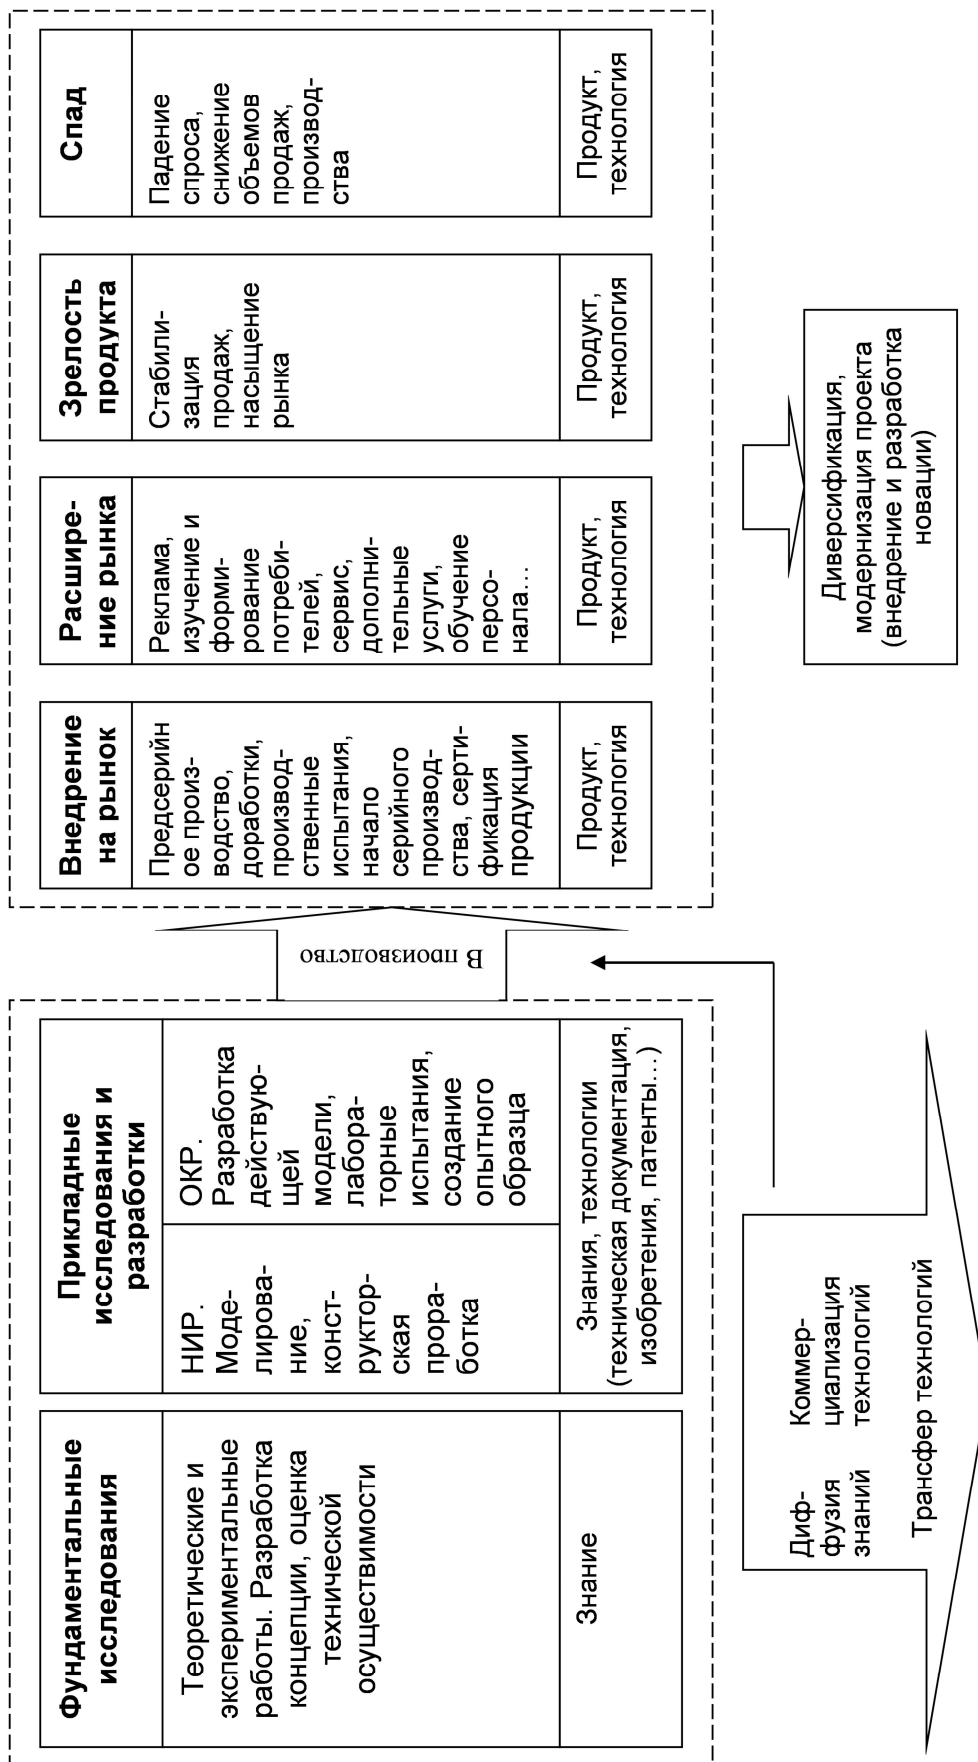 Фундаментальные
исследования
Теоретические и
экспериментальные
работы. Разработка
концепции, оценка
технической
осуществимости
Знание
Прикладные
исследования и
разработки
НИР.
Моде-
лирова-
ние,
конст-
руктор-
ская
прора-
ботка
ОКР.
Разработка
действую-
щей
модели,
лабора-
торные
испытания,
создание
опытного
образца
Знания, технологии
(техническая документация,
изобретения, патенты…)
В производство
Внедрение
на рынок
Предсерийн
ое произ-
водство,
доработки,
производ-
ственные
испытания,
начало
серийного
производ-
ства, серти-
фикация
продукции
Продукт,
технология
Расшире-
ние рынка
Реклама,
изучение и
форми-
рование
потреби-
телей,
сервис,
дополни-
тельные
услуги,
обучение
персо-
нала…
Продукт,
технология
Зрелость
продукта
Стабили-
зация
продаж,
насыщение
рынка
Продукт,
технология
Спад
Падение
спроса,
снижение
объемов
продаж,
производ-
ства
Продукт,
технология
Диф-
фузия
знаний
Коммер-
циализация
технологий
Трансфер технологий
Диверсификация,
модернизация проекта
(внедрение и разработка
новации)